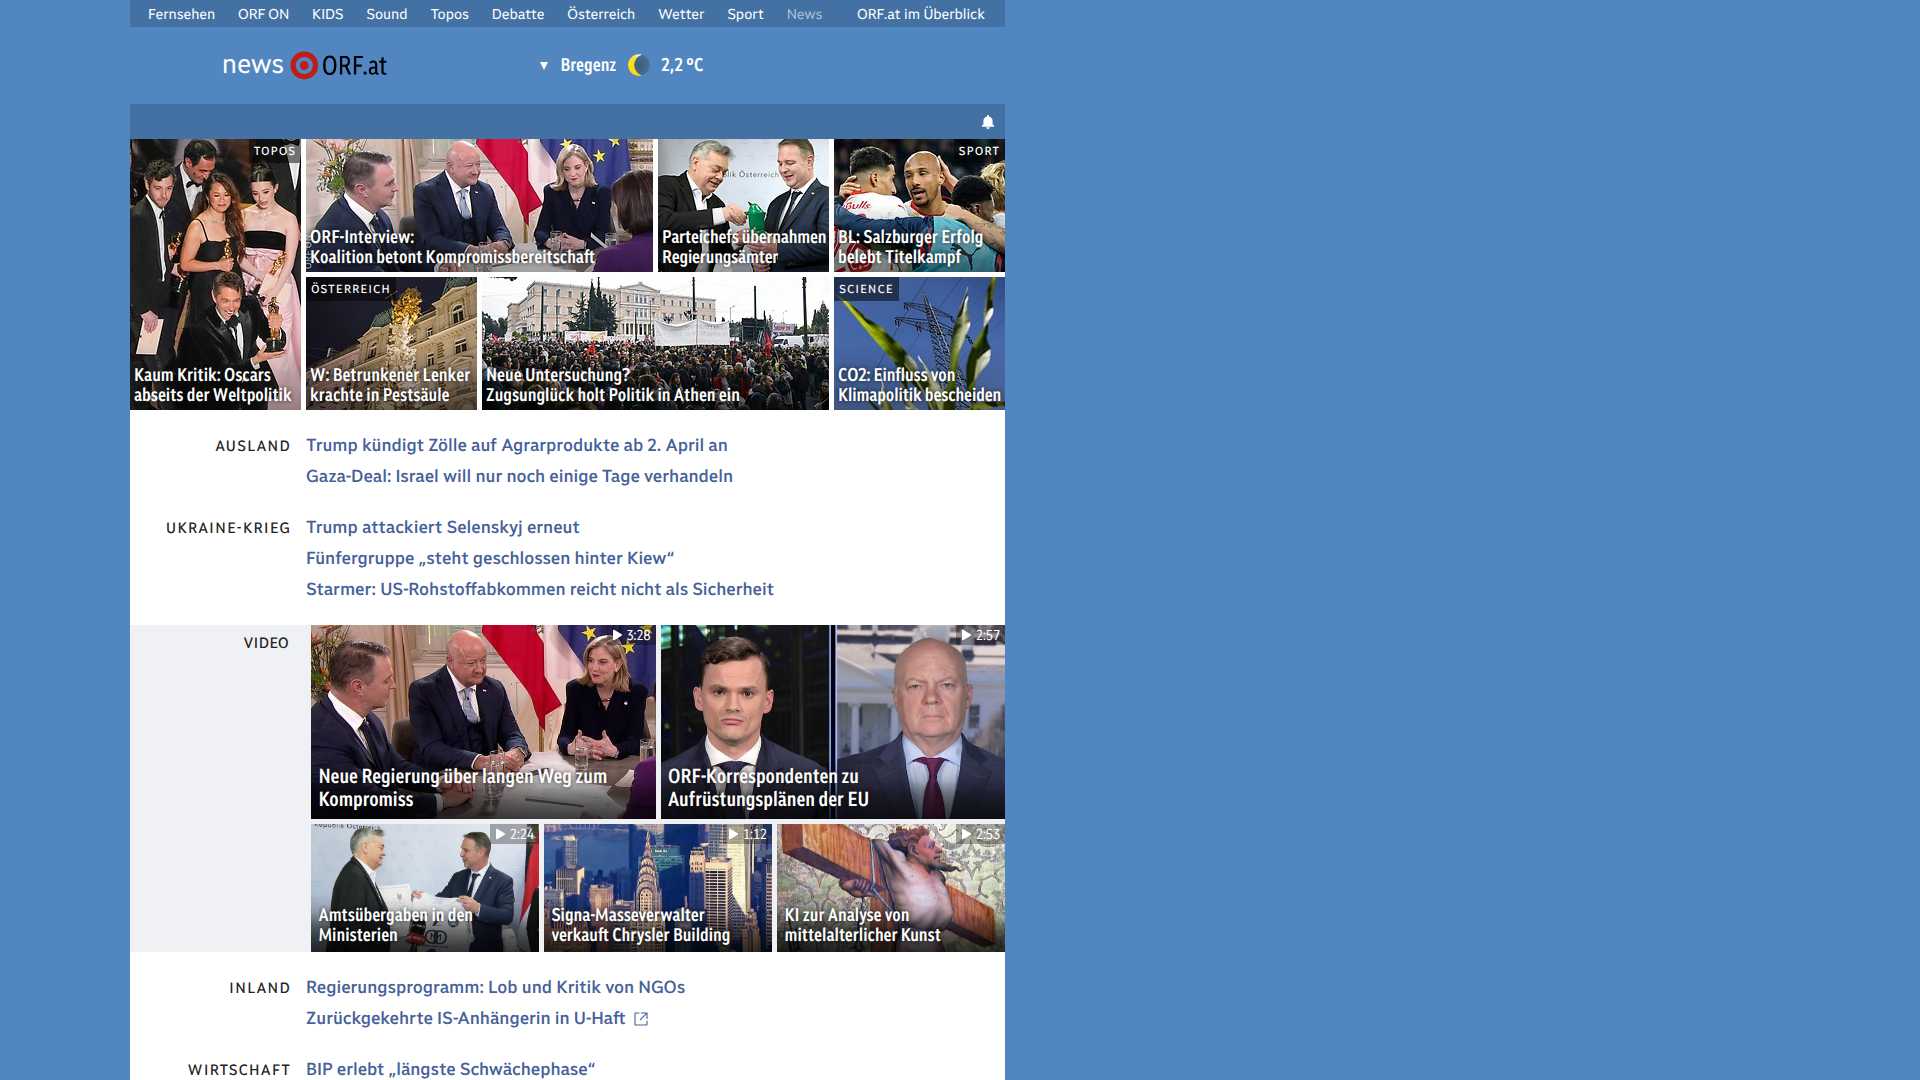 Fernsehen ORF ON KIDS Sound Topos Debatte Österreich Wetter Sport News ORF.at im Überblick
news ORF.at
Bregenz 2,2 °C
TOPOS
Kaum Kritik: Oscars
abseits der Weltpolitik
ORF-Interview:
Koalition betont Kompromissbereitschaft
Parteichefs übernahmen
Regierungsämter
SPORT
BL: Salzburger Erfolg
belebt Titelkampf
ÖSTERREICH
W: Betrunkener Lenker
krachte in Pestsäule
Neue Untersuchung?
Zugsunglück holt Politik in Athen ein
SCIENCE
CO2: Einfluss von
Klimapolitik bescheiden
AUSLAND
Trump kündigt Zölle auf Agrarprodukte ab 2. April an
Gaza-Deal: Israel will nur noch einige Tage verhandeln
UKRAINE-KRIEG
Trump attackiert Selenskyj erneut
Fünfergruppe „steht geschlossen hinter Kiew“
Starmer: US-Rohstoffabkommen reicht nicht als Sicherheit
VIDEO
3:28
Neue Regierung über langen Weg zum
Kompromiss
2:57
ORF-Korrespondenten zu
Aufrüstungsplänen der EU
2:24
Amtsübergaben in den
Ministerien
1:12
Signa-Masseverwalter
verkauft Chrysler Building
2:53
KI zur Analyse von
mittelalterlicher Kunst
INLAND
Regierungsprogramm: Lob und Kritik von NGOs
Zurückgekehrte IS-Anhängerin in U-Haft
WIRTSCHAFT
BIP erlebt „längste Schwächephase“